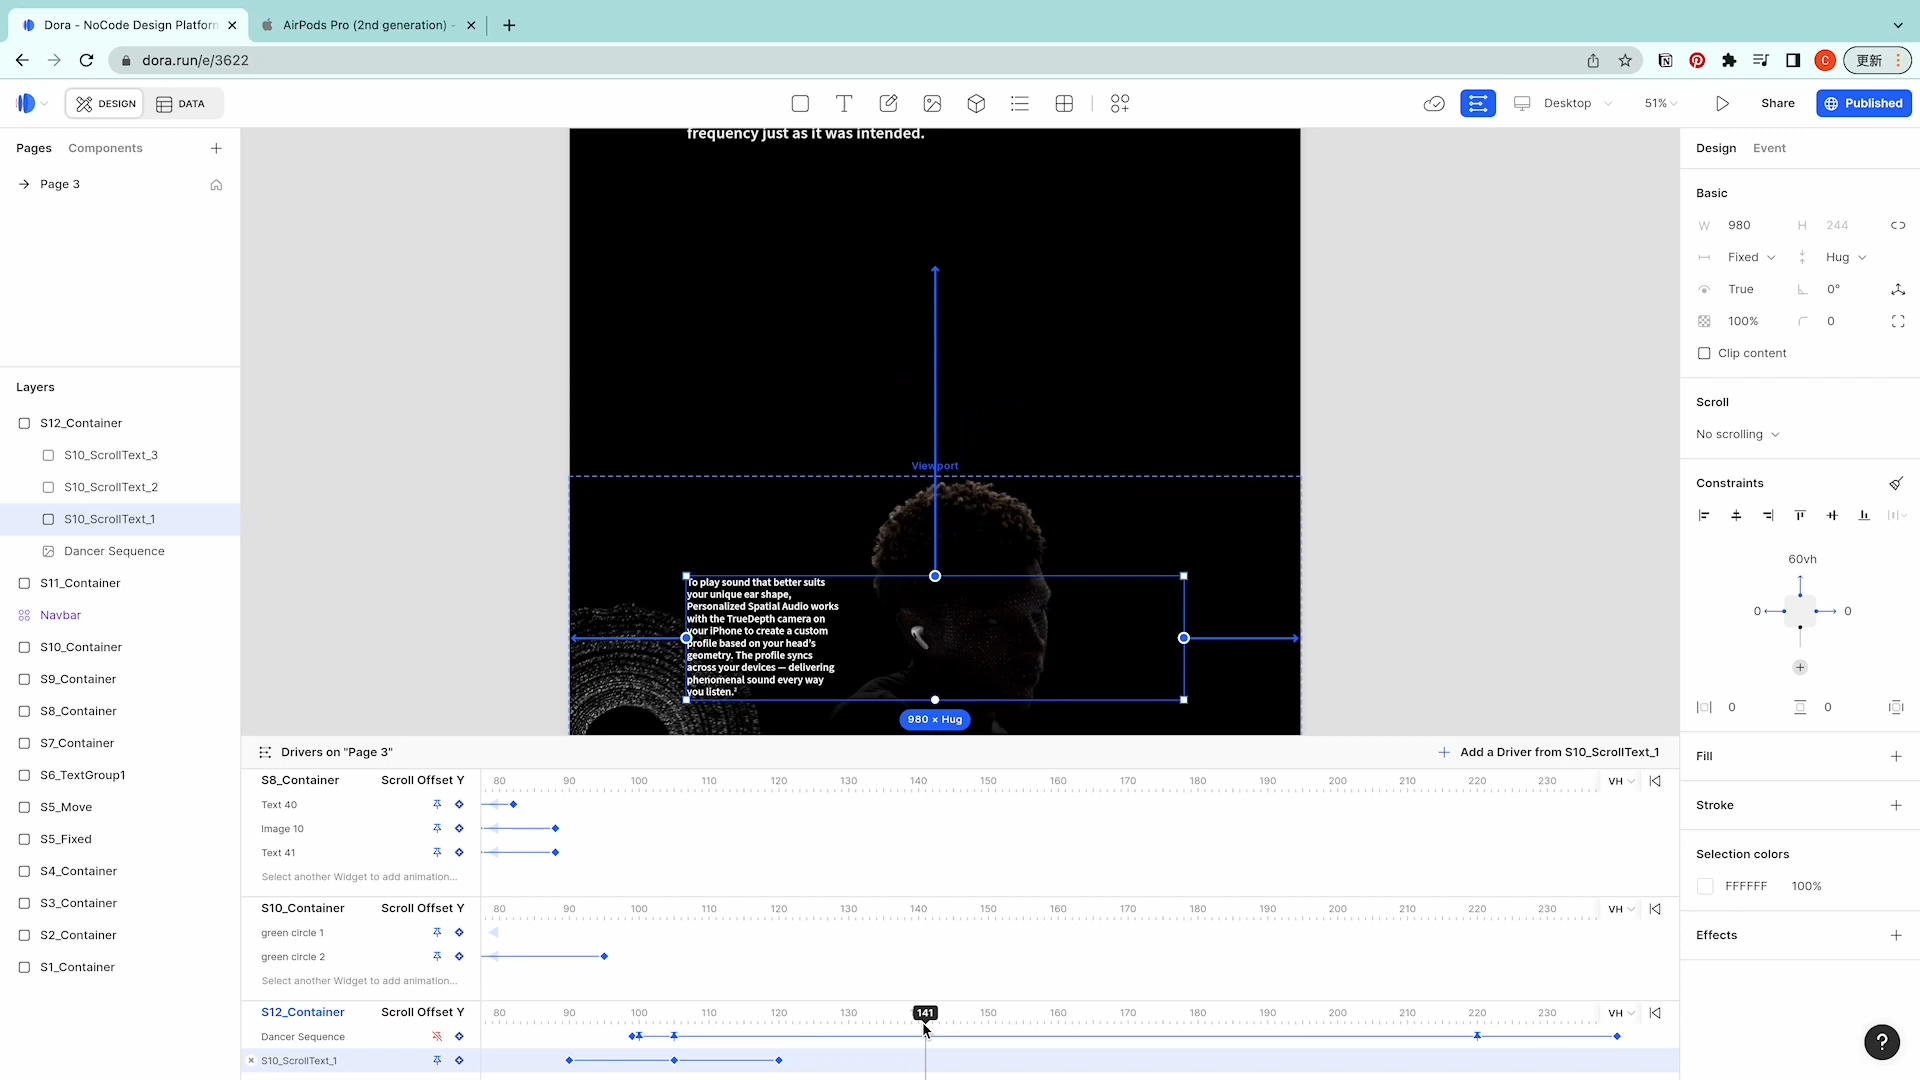 Dora - NoCode Design Platform
AirPods Pro (2nd generation) -
dora.run/e/3622
更新
DESIGN
DATA
Desktop
51%
Share
Published
Pages
Components
Page 3
Layers
S12_Container
S10_ScrollText_3
S10_ScrollText_2
S10_ScrollText_1
Dancer Sequence
S11_Container
Navbar
S10_Container
S9_Container
S8_Container
S7_Container
S6_TextGroup1
S5_Move
S5_Fixed
S4_Container
S3_Container
S2_Container
S1_Container
frequency just as it was intended.
Viewport
To play sound that better suits
your unique ear shape,
Personalized Spatial Audio works
with the TrueDepth camera on
your iPhone to create a custom
profile based on your head's
geometry. The profile syncs
across your devices — delivering
phenomenal sound every way
you listen.²
980 × Hug
Design
Event
Basic
W 980 H 244
Fixed Hug
True 0°
100% 0
Clip content
Scroll
No scrolling
Constraints
60vh
0 0
0 0
Fill
Stroke
Selection colors
FFFFFF 100%
Effects
Drivers on "Page 3"
Add a Driver from S10_ScrollText_1
S8_Container Scroll Offset Y 80 90 100 110 120 130 140 150 160 170 180 190 200 210 220 230 VH
Text 40
Image 10
Text 41
Select another Widget to add animation...
S10_Container Scroll Offset Y 80 90 100 110 120 130 140 150 160 170 180 190 200 210 220 230 VH
green circle 1
green circle 2
Select another Widget to add animation...
S12_Container Scroll Offset Y 80 90 100 110 120 130 141 150 160 170 180 190 200 210 220 230 VH
Dancer Sequence
S10_ScrollText_1
C
?